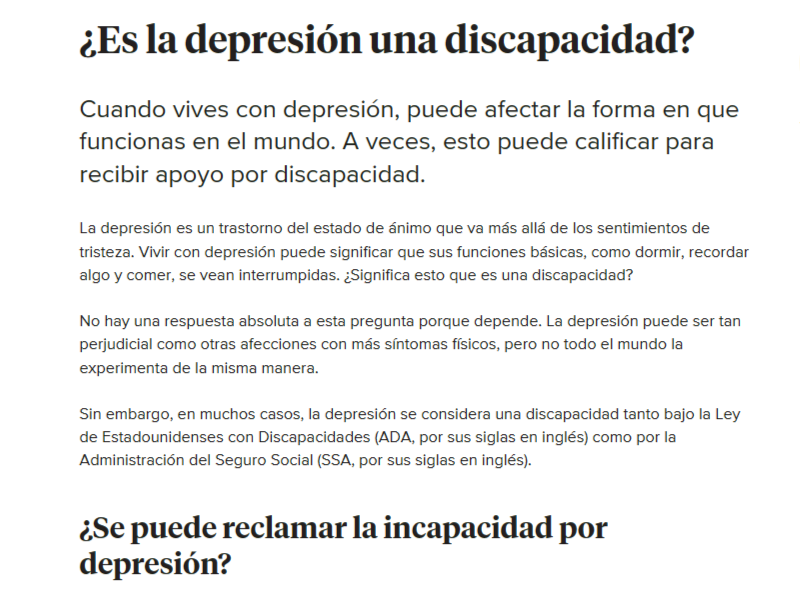 ¿Es la depresión una discapacidad?
Cuando vives con depresión, puede afectar la forma en que
funcionas en el mundo. A veces, esto puede calificar para
recibir apoyo por discapacidad.
La depresión es un trastorno del estado de ánimo que va más allá de los sentimientos de
tristeza. Vivir con depresión puede significar que sus funciones básicas, como dormir, recordar
algo y comer, se vean interrumpidas. ¿Significa esto que es una discapacidad?
No hay una respuesta absoluta a esta pregunta porque depende. La depresión puede ser tan
perjudicial como otras afecciones con más síntomas físicos, pero no todo el mundo la
experimenta de la misma manera.
Sin embargo, en muchos casos, la depresión se considera una discapacidad tanto bajo la Ley
de Estadounidenses con Discapacidades (ADA, por sus siglas en inglés) como por la
Administración del Seguro Social (SSA, por sus siglas en inglés).
¿Se puede reclamar la incapacidad por
depresión?